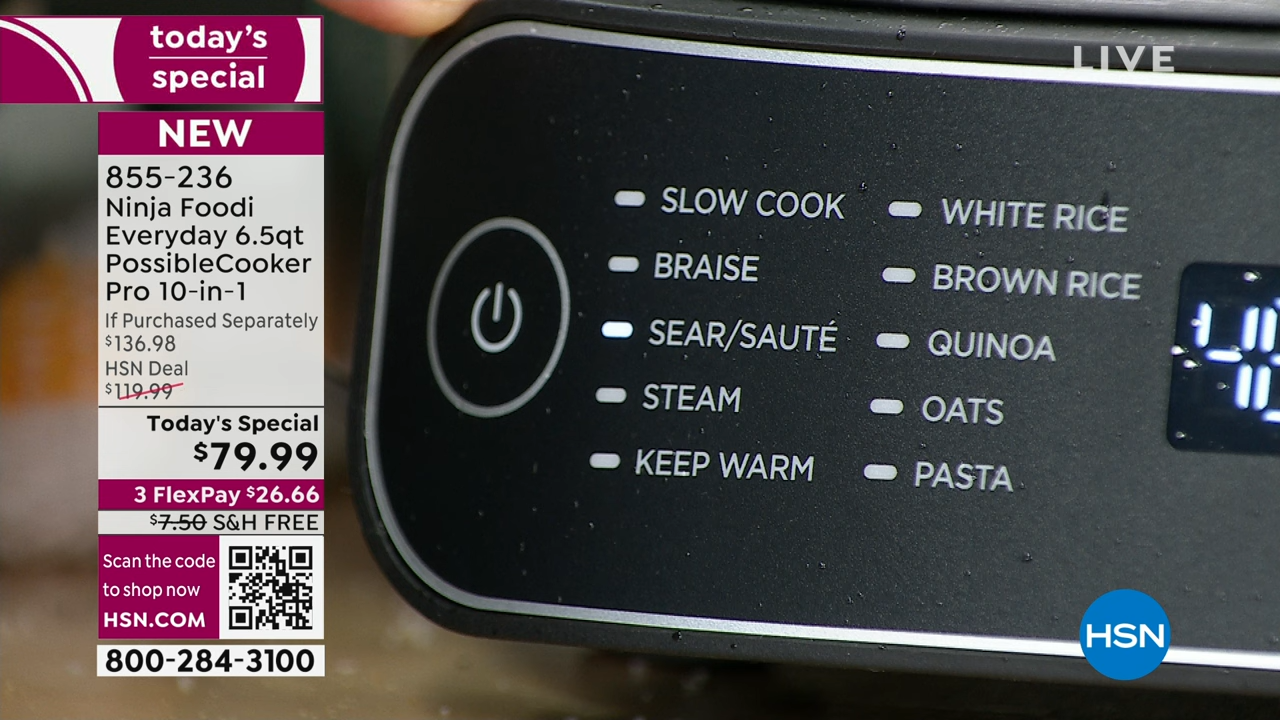 today's
special
NEW
855-236
Ninja Foodi
Everyday 6.5qt
PossibleCooker
Pro 10-in-1
If Purchased Separately
$136.98
HSN Deal
$119.99
Today's Special
$79.99
3 FlexPay $26.66
$7.50 S&H FREE
Scan the code
to shop now
HSN.COM
800-284-3100
LIVE
SLOW COOK
BRAISE
SEAR/SAUTÉ
STEAM
KEEP WARM
WHITE RICE
BROWN RICE
QUINOA
OATS
PASTA
HSN